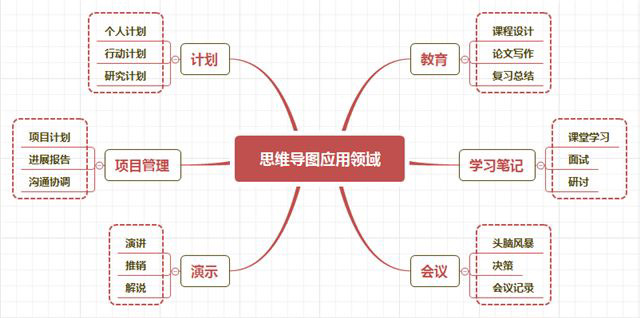 思维导图应用领域
计划
个人计划
行动计划
研究计划
项目管理
项目计划
进展报告
沟通协调
演示
演讲
推销
解说
教育
课程设计
论文写作
复习总结
学习笔记
课堂学习
面试
研讨
会议
头脑风暴
决策
会议记录